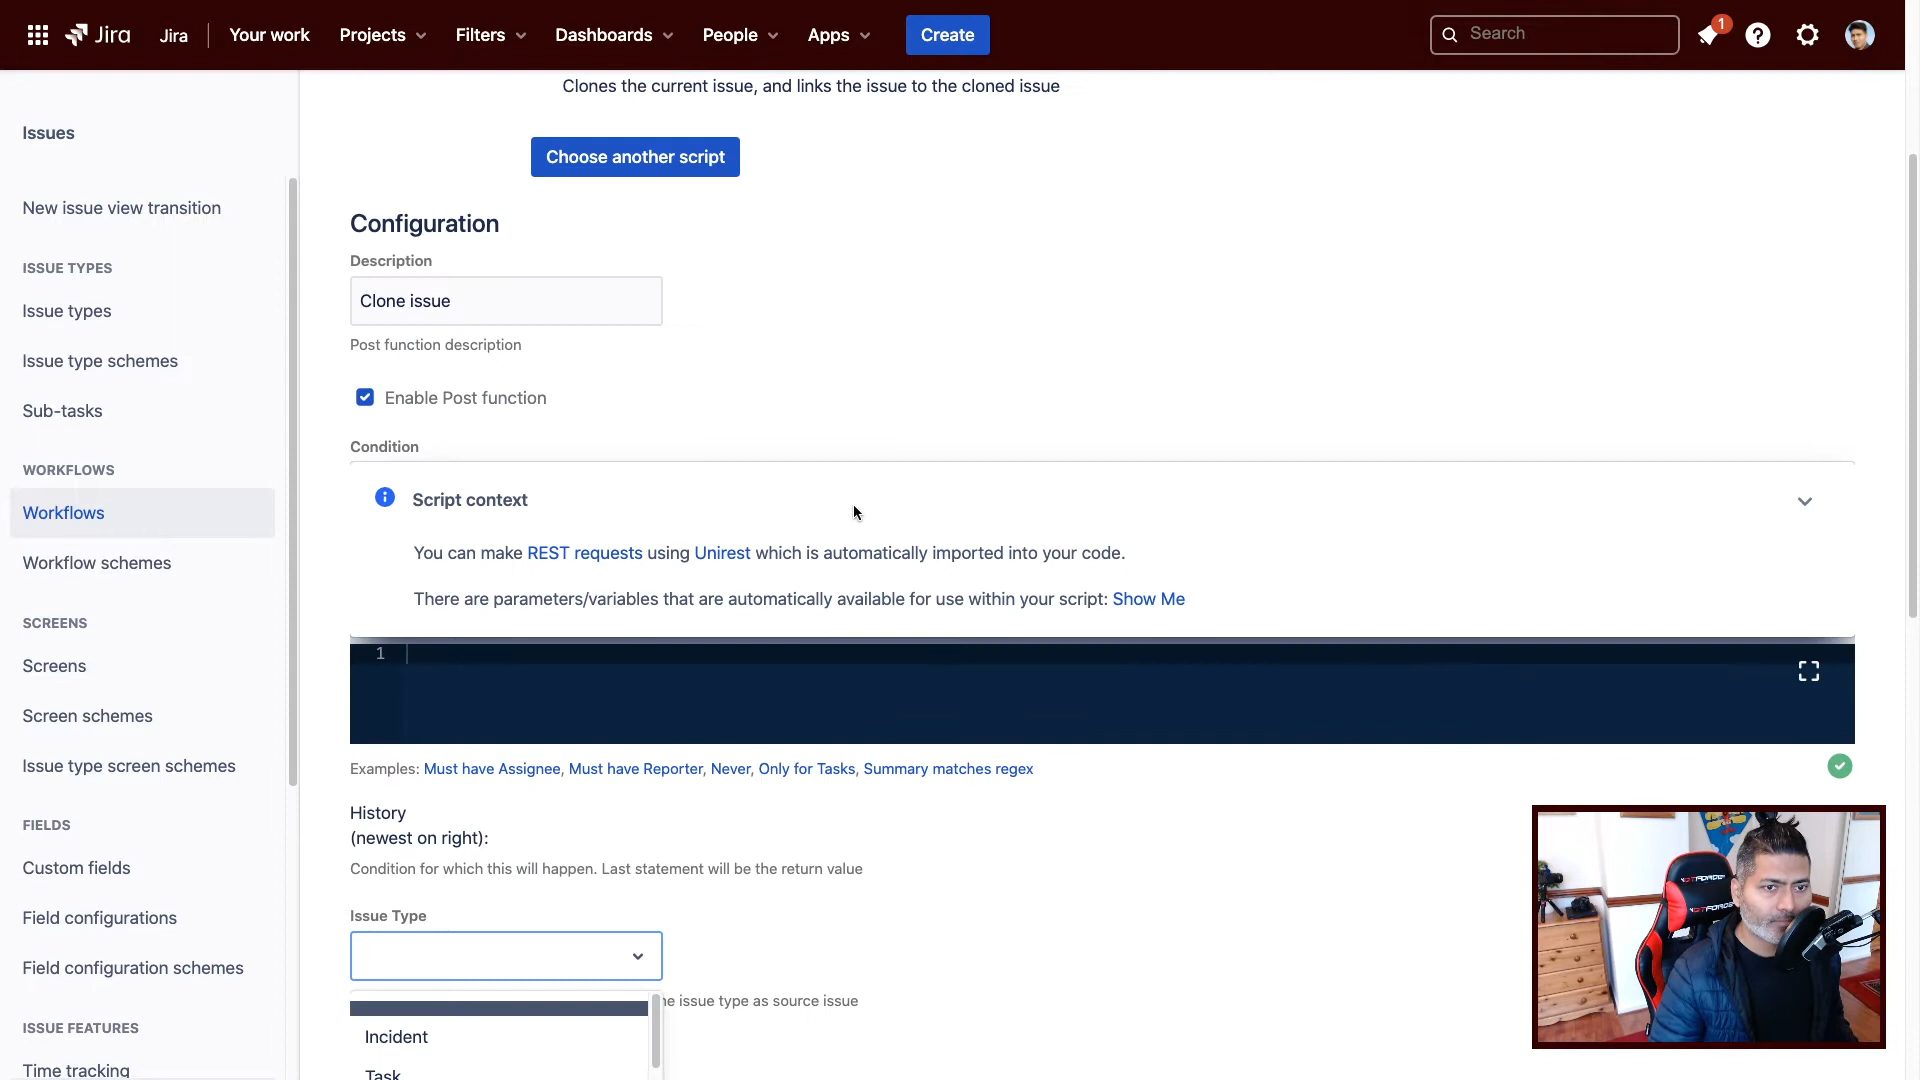 Jira
Jira
Your work
Projects
Filters
Dashboards
People
Apps
Create
Search
1
Issues
New issue view transition
ISSUE TYPES
Issue types
Issue type schemes
Sub-tasks
WORKFLOWS
Workflows
Workflow schemes
SCREENS
Screens
Screen schemes
Issue type screen schemes
FIELDS
Custom fields
Field configurations
Field configuration schemes
ISSUE FEATURES
Time tracking
Clones the current issue, and links the issue to the cloned issue
Choose another script
Configuration
Description
Clone issue
Post function description
Enable Post function
Condition
Script context
You can make REST requests using Unirest which is automatically imported into your code.
There are parameters/variables that are automatically available for use within your script: Show Me
1
Examples: Must have Assignee, Must have Reporter, Never, Only for Tasks, Summary matches regex
History
(newest on right):
Condition for which this will happen. Last statement will be the return value
Issue Type
issue type as source issue
Incident
Task